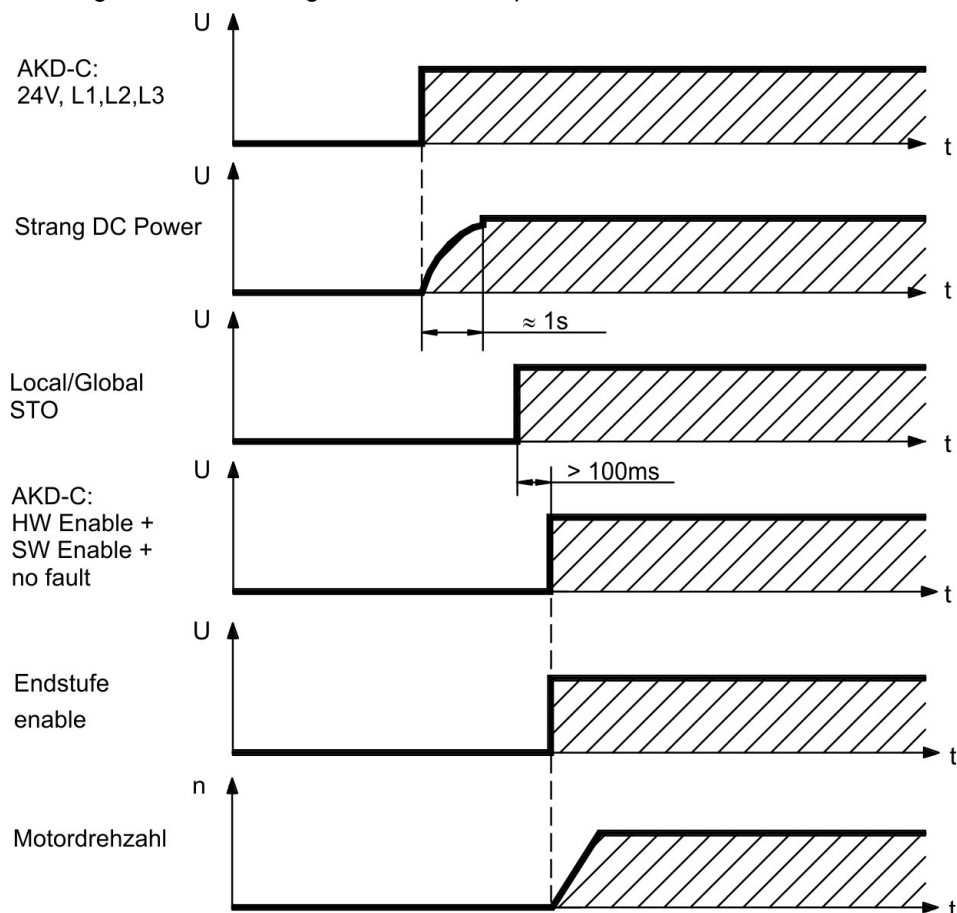 U
AKD-C:
24V, L1,L2,L3
t
U
Strang DC Power
t
≈ 1s
U
Local/Global
STO
t
> 100ms
U
AKD-C:
HW Enable +
SW Enable +
no fault
t
U
Endstufe
enable
t
n
Motordrehzahl
t